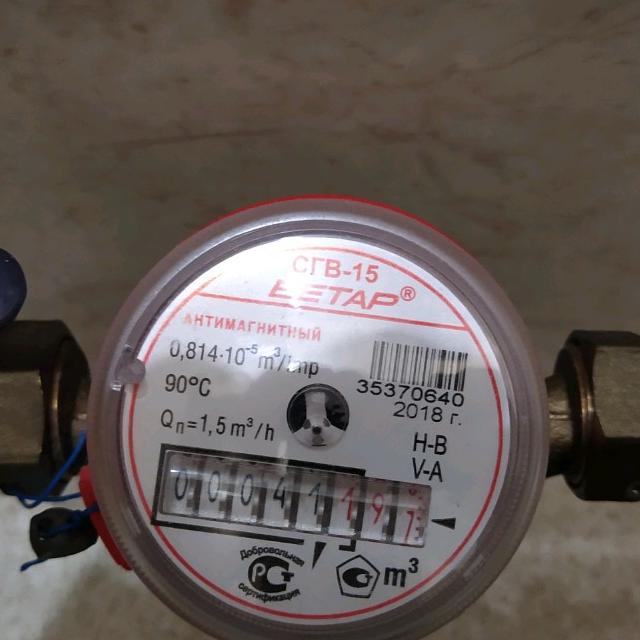 СГВ-15
БЕТАР®
АНТИМАГНИТНЫЙ
0,814·10⁻⁵ m³/imp
90°C
35370640
2018 г.
Qn=1,5 m³/h
H-B
V-A
00041197
Добровольная
РСТ
сертификация
m³